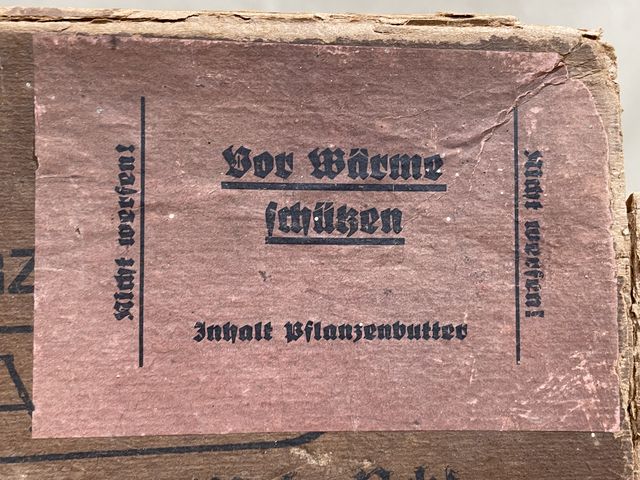 Nicht werfen!
Vor Wärme
schützen
Inhalt Pflanzenbutter
Nicht werfen!